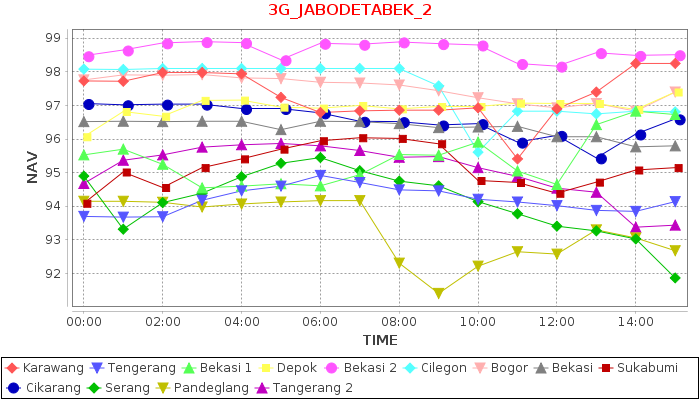 3G_JABODETABEK_2
NAV
99
98
97
96
95
94
93
92
00:00 02:00 04:00 06:00 08:00 10:00 12:00 14:00
TIME
Karawang Tengerang Bekasi 1 Depok Bekasi 2 Cilegon Bogor Bekasi Sukabumi
Cikarang Serang Pandeglang Tangerang 2